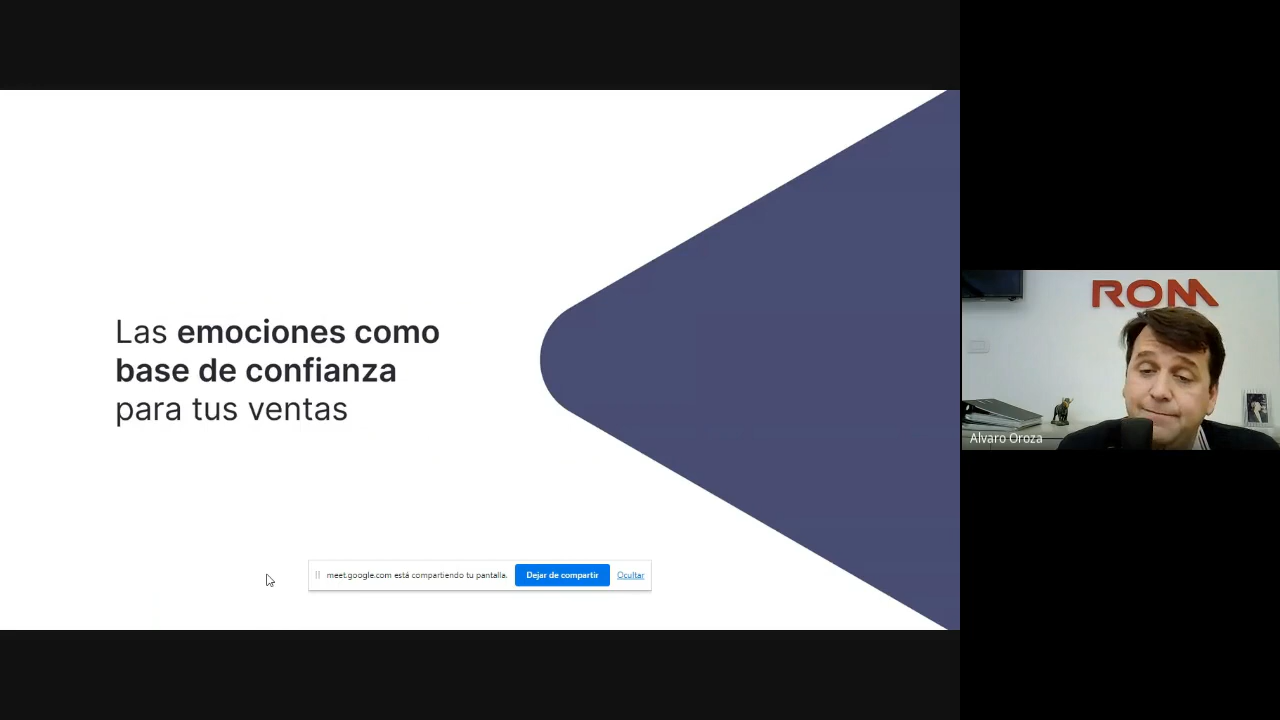 Las emociones como
base de confianza
para tus ventas
meet.google.com está compartiendo tu pantalla.
Dejar de compartir
Ocultar
ROM
Alvaro Oroza